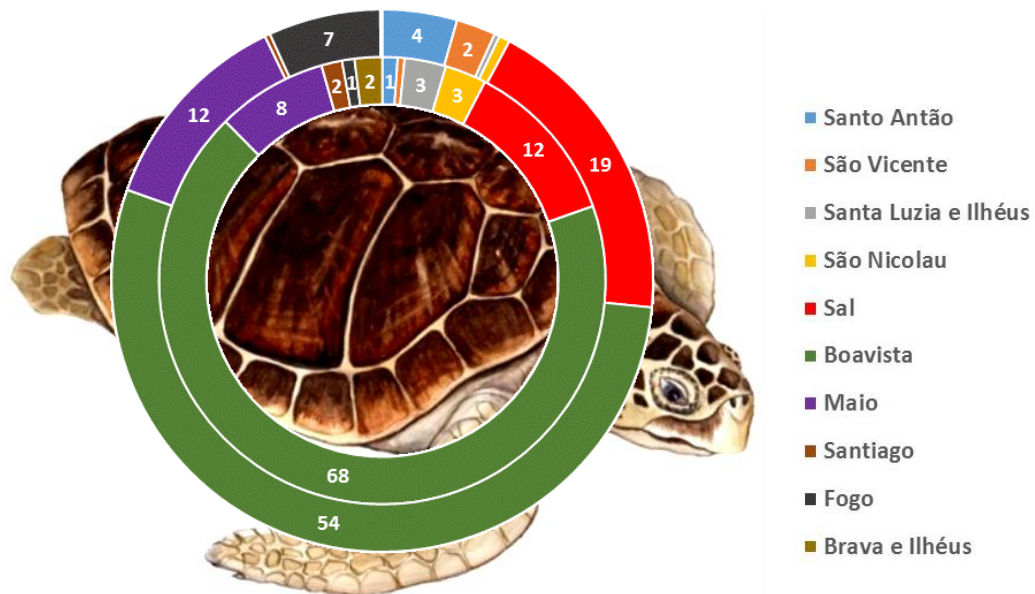 7
4
2
12
8
2
1
2
1
3
3
12
19
68
54
Santo Antão
São Vicente
Santa Luzia e Ilhéus
São Nicolau
Sal
Boavista
Maio
Santiago
Fogo
Brava e Ilhéus